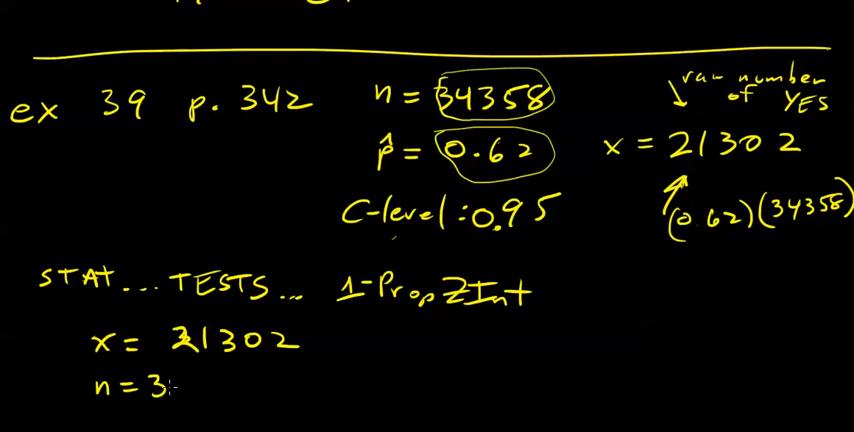 ex 39 p. 342 n = 34358
raw number of YES
p̂ = 0.62 x = 21302
C-level: 0.95 (0.62)(34358)
STAT... TESTS... 1-PropZInt
x = 21302
n = 3